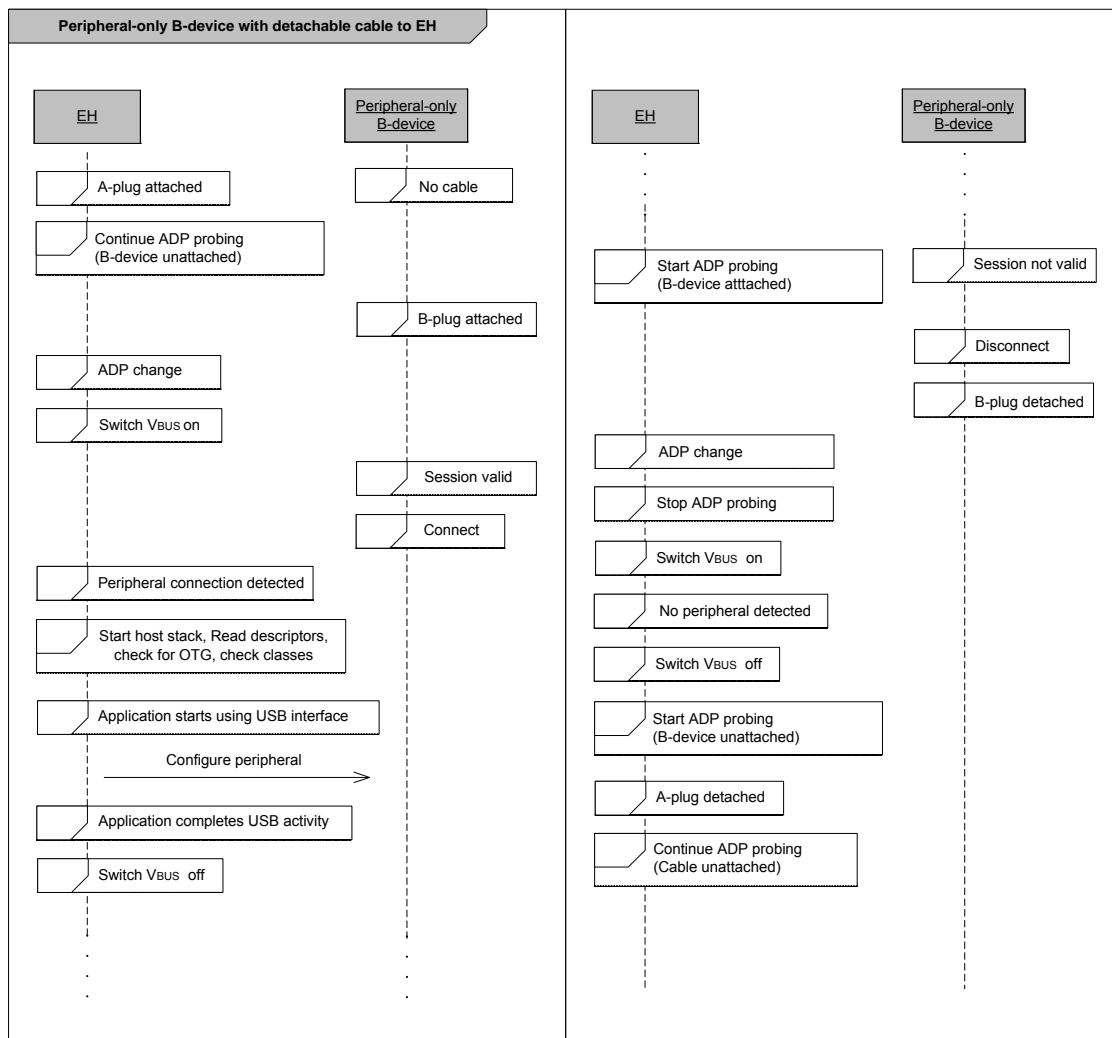 Peripheral-only B-device with detachable cable to EH
EH
Peripheral-only
B-device
A-plug attached
No cable
Continue ADP probing
(B-device unattached)
B-plug attached
ADP change
Switch VBUS on
Session valid
Connect
Peripheral connection detected
Start host stack, Read descriptors,
check for OTG, check classes
Application starts using USB interface
Configure peripheral
Application completes USB activity
Switch VBUS off
EH
Peripheral-only
B-device
Start ADP probing
(B-device atttached)
Session not valid
Disconnect
B-plug detached
ADP change
Stop ADP probing
Switch VBUS on
No peripheral detected
Switch VBUS off
Start ADP probing
(B-device unattached)
A-plug detached
Continue ADP probing
(Cable unattached)